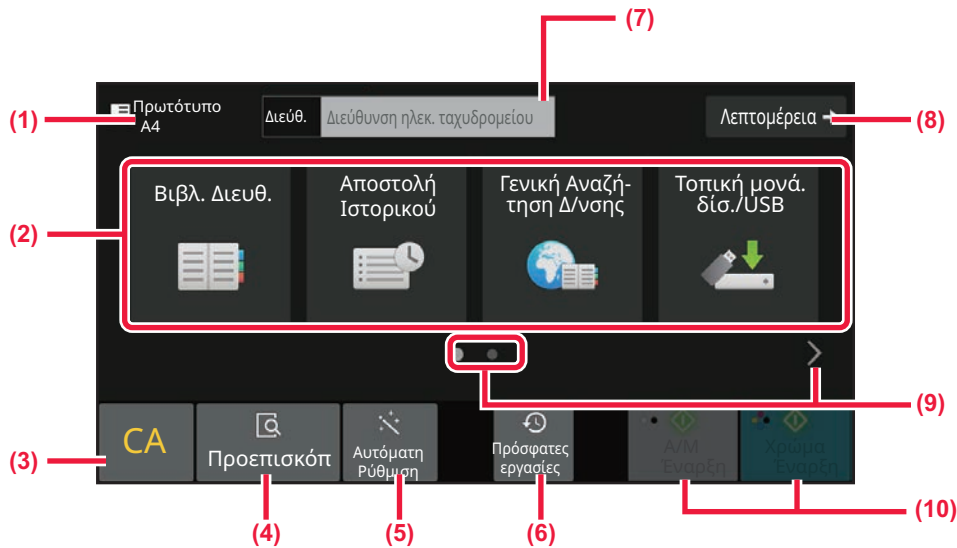 (7)
(1)
Πρωτότυπο
A4
Διεύθ.
Διεύθυνση ηλεκ. ταχυδρομείου
Λεπτομέρεια
(8)
(2)
Βιβλ. Διευθ.
Αποστολή
Ιστορικού
Γενική Αναζή-
τηση Δ/νσης
Τοπική μονά.
δίσ./USB
(9)
(3)
CA
Προεπισκόπ
Αυτόματη
Ρύθμιση
Πρόσφατες
εργασίες
Α/Μ
Έναρξη
Χρώμα
Έναρξη
(10)
(4)
(5)
(6)